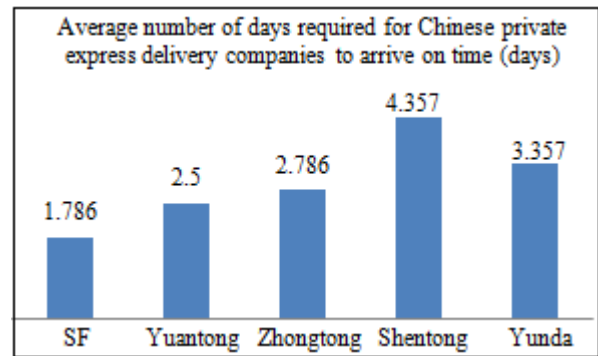 Average number of days required for Chinese private
express delivery companies to arrive on time (days)
4.357
3.357
2.786
2.5
1.786
SF Yuantong Zhongtong Shentong Yunda